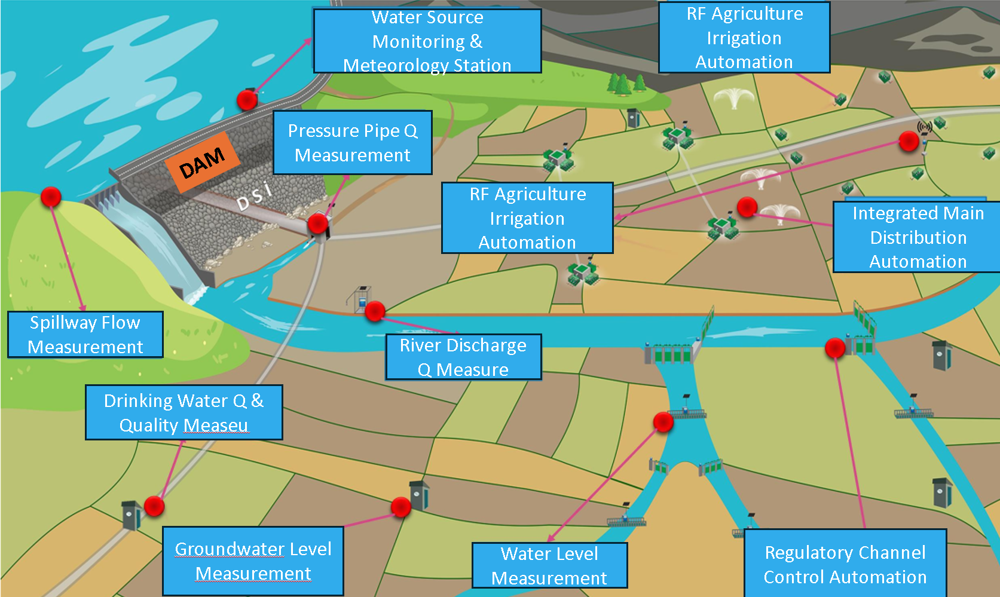 Water Source
Monitoring &
Meteorology Station
RF Agriculture
Irrigation
Automation
Pressure Pipe Q
Measurement
DAM
DSİ
RF Agriculture
Irrigation
Automation
Integrated Main
Distribution
Automation
Spillway Flow
Measurement
River Discharge
Q Measure
Drinking Water Q &
Quality Measeu
Groundwater Level
Measurement
Water Level
Measurement
Regulatory Channel
Control Automation